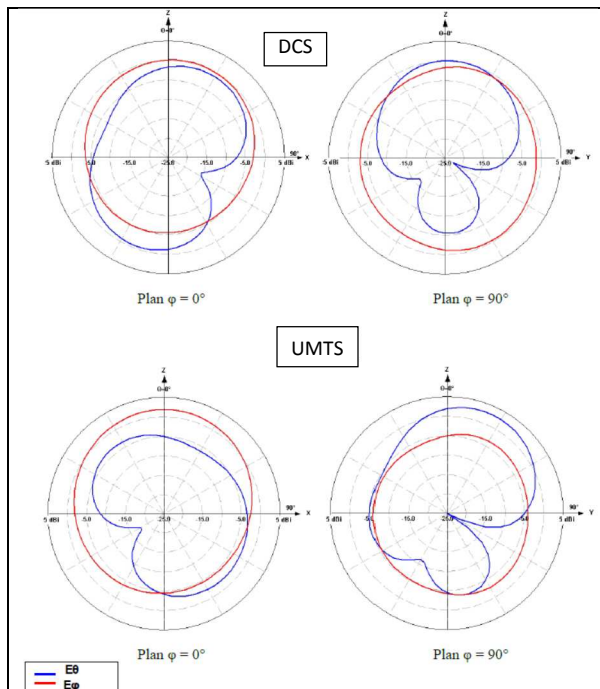 DCS
Z
0=0°
90°
5 dBi -5.0 -15.0 -25.0 -15.0 -5.0 5 dBi X
Plan φ = 0°
Z
0=0°
90°
5 dBi -5.0 -15.0 -25.0 -15.0 -5.0 5 dBi Y
Plan φ = 90°
UMTS
Z
0=0°
90°
5 dBi -5.0 -15.0 -25.0 -15.0 -5.0 5 dBi X
Plan φ = 0°
Z
0=0°
90°
5 dBi -5.0 -15.0 -25.0 -15.0 -5.0 5 dBi Y
Plan φ = 90°
Eθ
Eφ